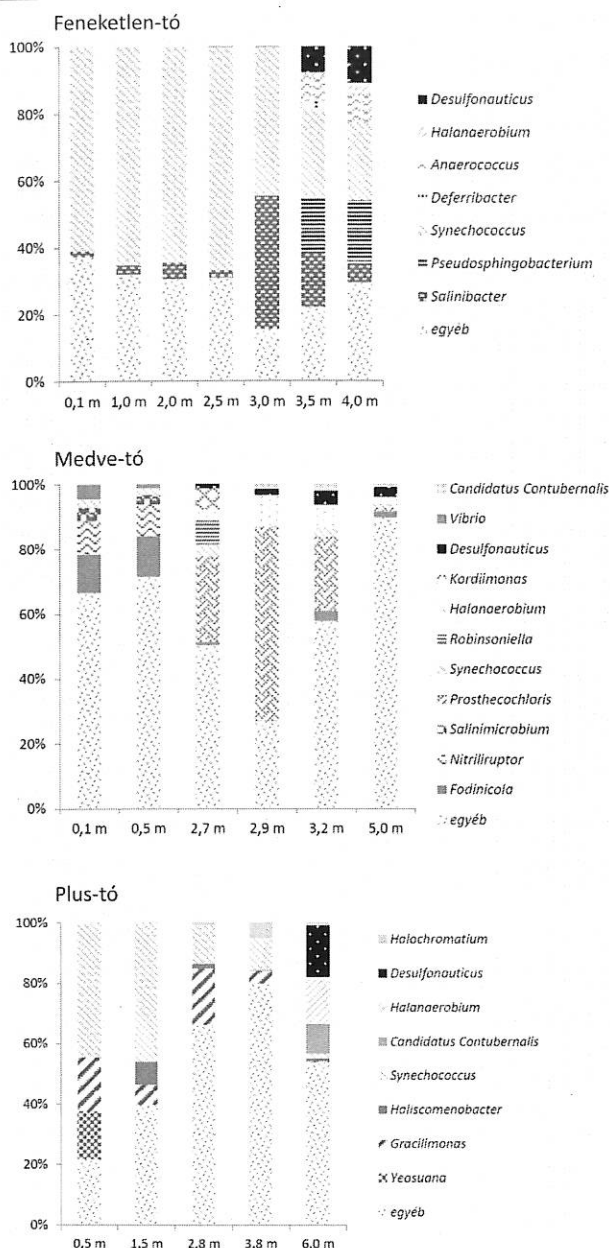 Feneketlen-tó
100%
80%
60%
40%
20%
0%
0,1 m 1,0 m 2,0 m 2,5 m 3,0 m 3,5 m 4,0 m
Desulfonauticus
Halanaerobium
Anaerococcus
Deferribacter
Synechococcus
Pseudosphingobacterium
Salinibacter
egyéb
Medve-tó
100%
80%
60%
40%
20%
0%
0,1 m 0,5 m 2,7 m 2,9 m 3,2 m 5,0 m
Candidatus Contubernalis
Vibrio
Desulfonauticus
Kordiimonas
Halonaerobium
Robinsoniella
Synechococcus
Prosthecochloris
Salinimicrobium
Nitriliruptor
Fodinicola
egyéb
Plus-tó
100%
80%
60%
40%
20%
0%
0,5 m 1,5 m 2,8 m 3,8 m 6,0 m
Halochromatium
Desulfonauticus
Halanaerobium
Candidatus Contubernalis
Synechococcus
Haliscomenobacter
Gracilimonas
Yeosuana
egyéb